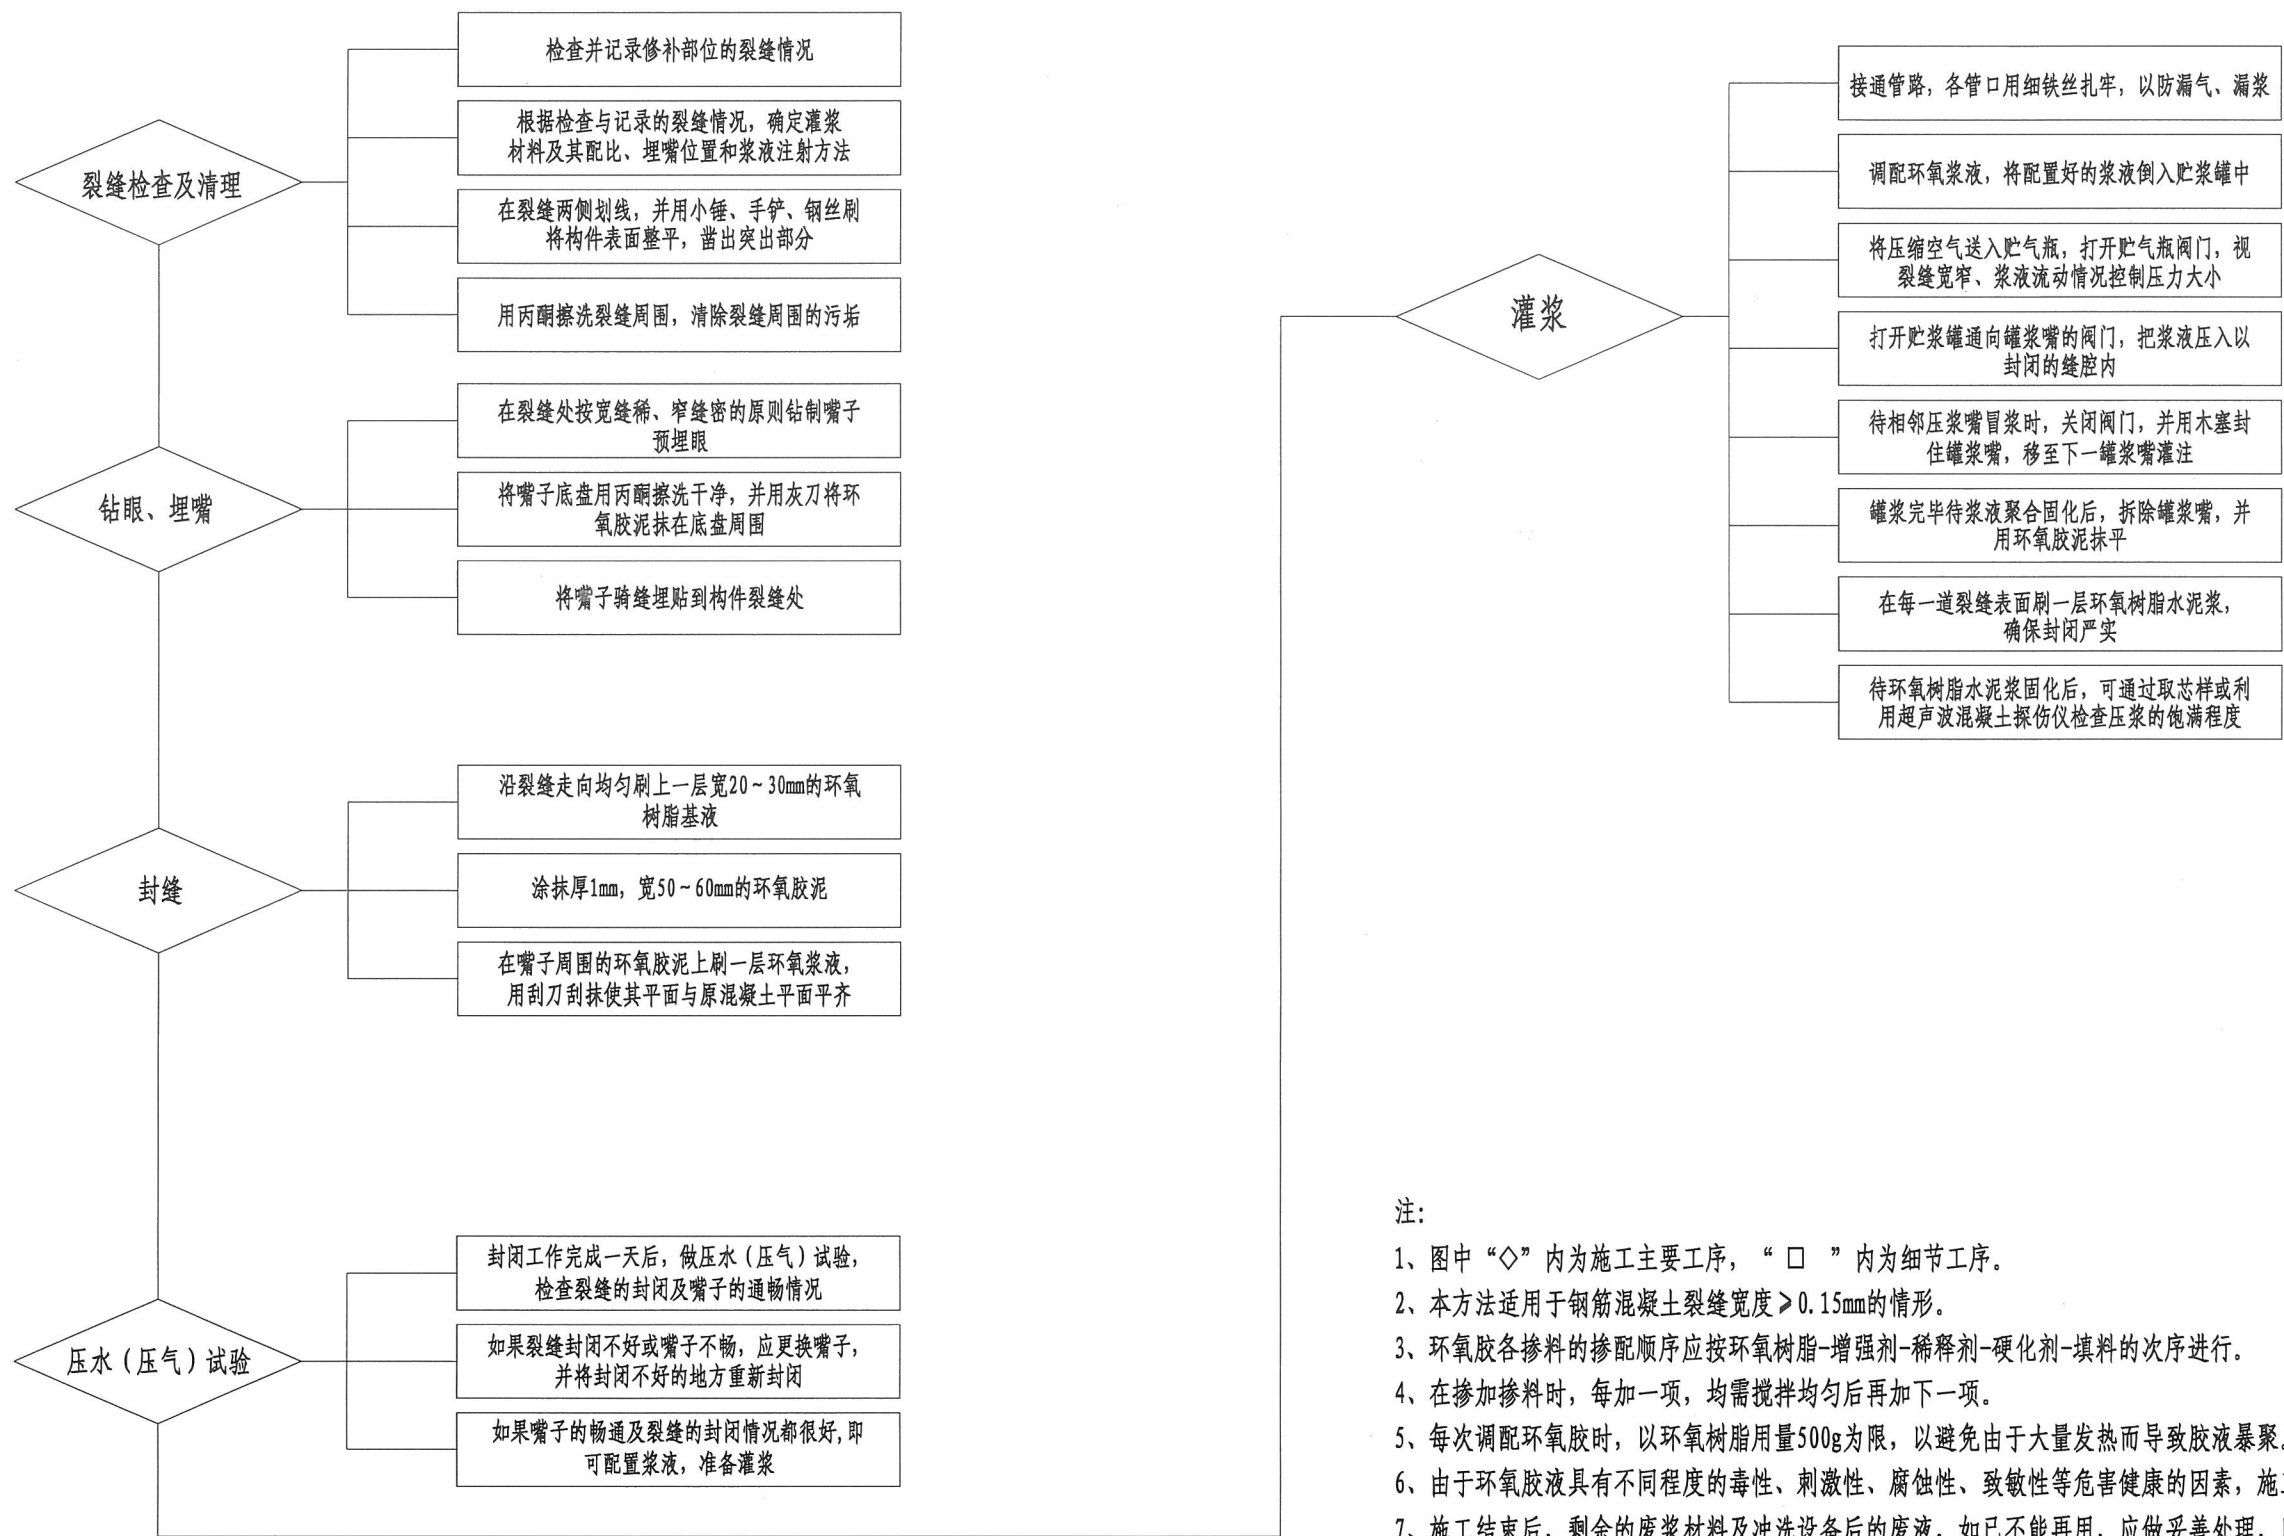 裂缝检查及清理
检查并记录修补部位的裂缝情况
根据检查与记录的裂缝情况，确定灌浆
材料及其配比、埋嘴位置和浆液注射方法
在裂缝两侧划线，并用小锤、手铲、钢丝刷
将构件表面整平，凿出突出部分
用丙酮擦洗裂缝周围，清除裂缝周围的污垢
钻眼、埋嘴
在裂缝处按宽缝稀、窄缝密的原则钻制嘴子
预埋眼
将嘴子底盘用丙酮擦洗干净，并用灰刀将环
氧胶泥抹在底盘周围
将嘴子骑缝埋贴到构件裂缝处
封缝
沿裂缝走向均匀刷上一层宽20～30mm的环氧
树脂基液
涂抹厚1mm，宽50～60mm的环氧胶泥
在嘴子周围的环氧胶泥上刷一层环氧浆液，
用刮刀刮抹使其平面与原混凝土平面平齐
压水（压气）试验
封闭工作完成一天后，做压水（压气）试验，
检查裂缝的封闭及嘴子的通畅情况
如果裂缝封闭不好或嘴子不畅，应更换嘴子，
并将封闭不好的地方重新封闭
如果嘴子的畅通及裂缝的封闭情况都很好,即
可配置浆液，准备灌浆
灌浆
接通管路，各管口用细铁丝扎牢，以防漏气、漏浆
调配环氧浆液，将配置好的浆液倒入贮浆罐中
将压缩空气送入贮气瓶，打开贮气瓶阀门，视
裂缝宽窄、浆液流动情况控制压力大小
打开贮浆罐通向罐浆嘴的阀门，把浆液压入以
封闭的缝腔内
待相邻压浆嘴冒浆时，关闭阀门，并用木塞封
住罐浆嘴，移至下一罐浆嘴灌注
罐浆完毕待浆液聚合固化后，拆除罐浆嘴，并
用环氧胶泥抹平
在每一道裂缝表面刷一层环氧树脂水泥浆，
确保封闭严实
待环氧树脂水泥浆固化后，可通过取芯样或利
用超声波混凝土探伤仪检查压浆的饱满程度
注：
1、图中“◇”内为施工主要工序，“ □ ”内为细节工序。
2、本方法适用于钢筋混凝土裂缝宽度≥0.15mm的情形。
3、环氧胶各掺料的掺配顺序应按环氧树脂-增强剂-稀释剂-硬化剂-填料的次序进行。
4、在掺加掺料时，每加一项，均需搅拌均匀后再加下一项。
5、每次调配环氧胶时，以环氧树脂用量500g为限，以避免由于大量发热而导致胶液暴聚。
6、由于环氧胶液具有不同程度的毒性、刺激性、腐蚀性、致敏性等危害健康的因素，施
7、施工结束后，剩余的废浆材料及冲洗设备后的废液，如已不能再用，应做妥善处理，